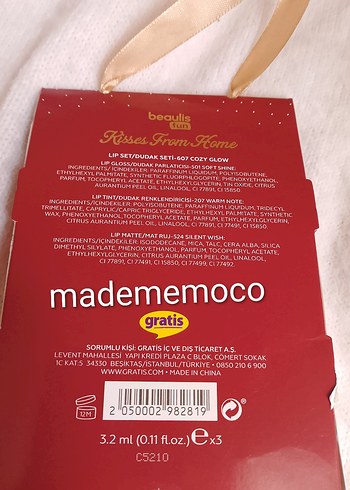 beaulis
fun
Kisses From Home
LIP SET/DUDAK SETİ-607 COZY GLOW
LIP GLOSS/DUDAK PARLATICISI-501 SOFT SHINE:
INGREDIENTS/İÇİNDEKİLER: PARAFFINUM LIQUIDUM, POLYISOBUTENE,
ETHYLHEXYL PALMITATE, SYNTHETIC FLUORPHLOGOPITE, PHENOXYETHANOL,
PARFUM, TOCOPHERYL ACETATE, ETHYLHEXYLGLYCERIN, TIN OXIDE, CITRUS
AURANTIUM PEEL OIL, LINALOOL, CI 77891, CI 15850
LIP TINT/DUDAK RENKLENDİRİCİSİ-207 WARM NOTE:
INGREDIENTS/İÇİNDEKİLER: POLYISOBUTENE, PARAFFINUM LIQUIDUM, TRIDECYL
TRIMELLITATE, CAPRYLIC/CAPRIC TRIGLYCERIDE, ETHYLHEXYL PALMITATE, SYNTHETIC
WAX, PHENOXYETHANOL, TOCOPHERYL ACETATE, PARFUM, ETHYLHEXYLGLYCERIN,
CITRUS AURANTIUM PEEL OIL, LINALOOL, CI 77891, CI 77491, CI 15850
LIP MATTE/MAT RUJ-524 SILENT WISH:
INGREDIENTS/İÇİNDEKİLER: ISODODECANE, MICA, TALC, CERA ALBA, SILICA
DIMETHYL SILYLATE, PHENOXYETHANOL, PARFUM, TOCOPHERYL ACETATE,
ETHYLHEXYLGLYCERIN, CITRUS AURANTIUM PEEL OIL, LINALOOL,
CI 77891, CI 77491, CI 15850, CI 77499, CI 77492.
madememoco
gratis
SORUMLU KİŞİ: GRATİS İÇ VE DIŞ TİCARET A.Ş.
LEVENT MAHALLESİ YAPI KREDİ PLAZA C BLOK, CÖMERT SOKAK
1C KAT:5 34330 BEŞİKTAŞ/İSTANBUL/TÜRKİYE • 0850 210 6 900
WWW.GRATIS.COM • MADE IN CHINA
12M
2 050002 982819
3.2 ml (0.11 fl.oz.) ℮ x3
C5210